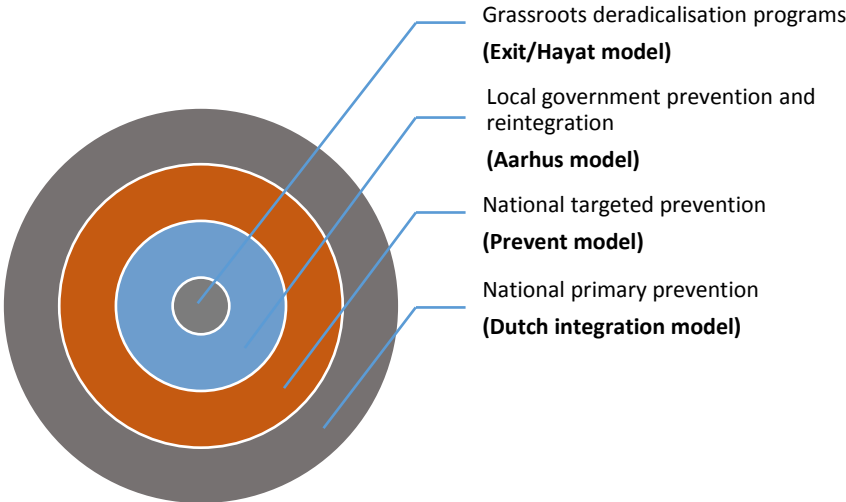 Grassroots deradicalisation programs
(Exit/Hayat model)
Local government prevention and
reintegration
(Aarhus model)
National targeted prevention
(Prevent model)
National primary prevention
(Dutch integration model)